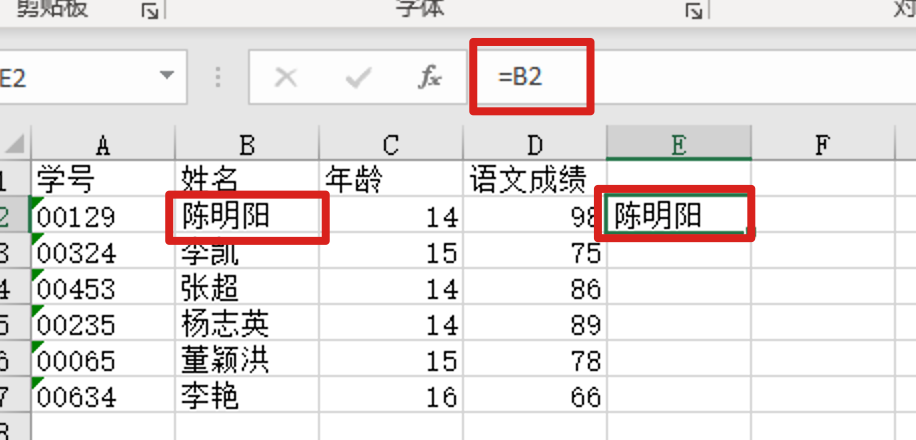 剪贴板 字体 对
E2 fx =B2
A B C D E F
1 学号 姓名 年龄 语文成绩
2 00129 陈明阳 14 98 陈明阳
3 00324 李凯 15 75
4 00453 张超 14 86
5 00235 杨志英 14 89
6 00065 董颖洪 15 78
7 00634 李艳 16 66
8